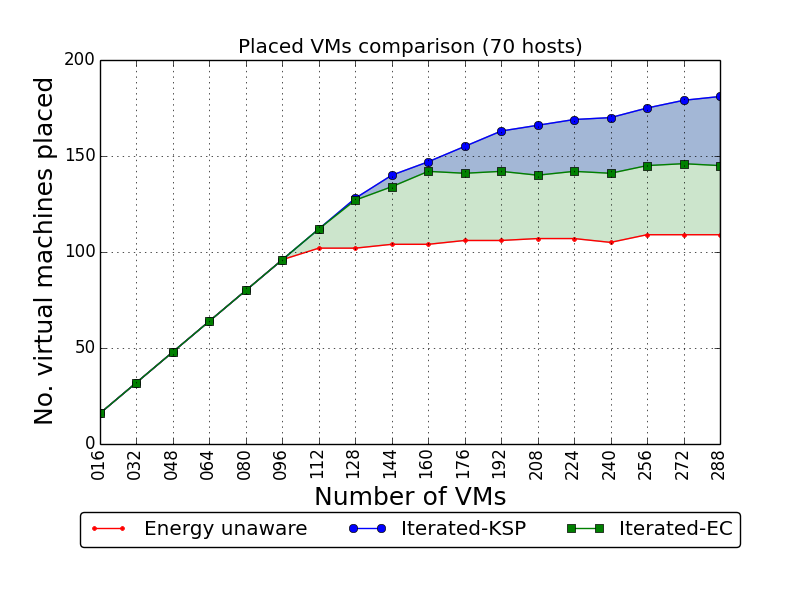 Placed VMs comparison (70 hosts)
No. virtual machines placed
200
150
100
50
0
016 032 048 064 080 096 112 128 144 160 176 192 208 224 240 256 272 288
Number of VMs
Energy unaware Iterated-KSP Iterated-EC